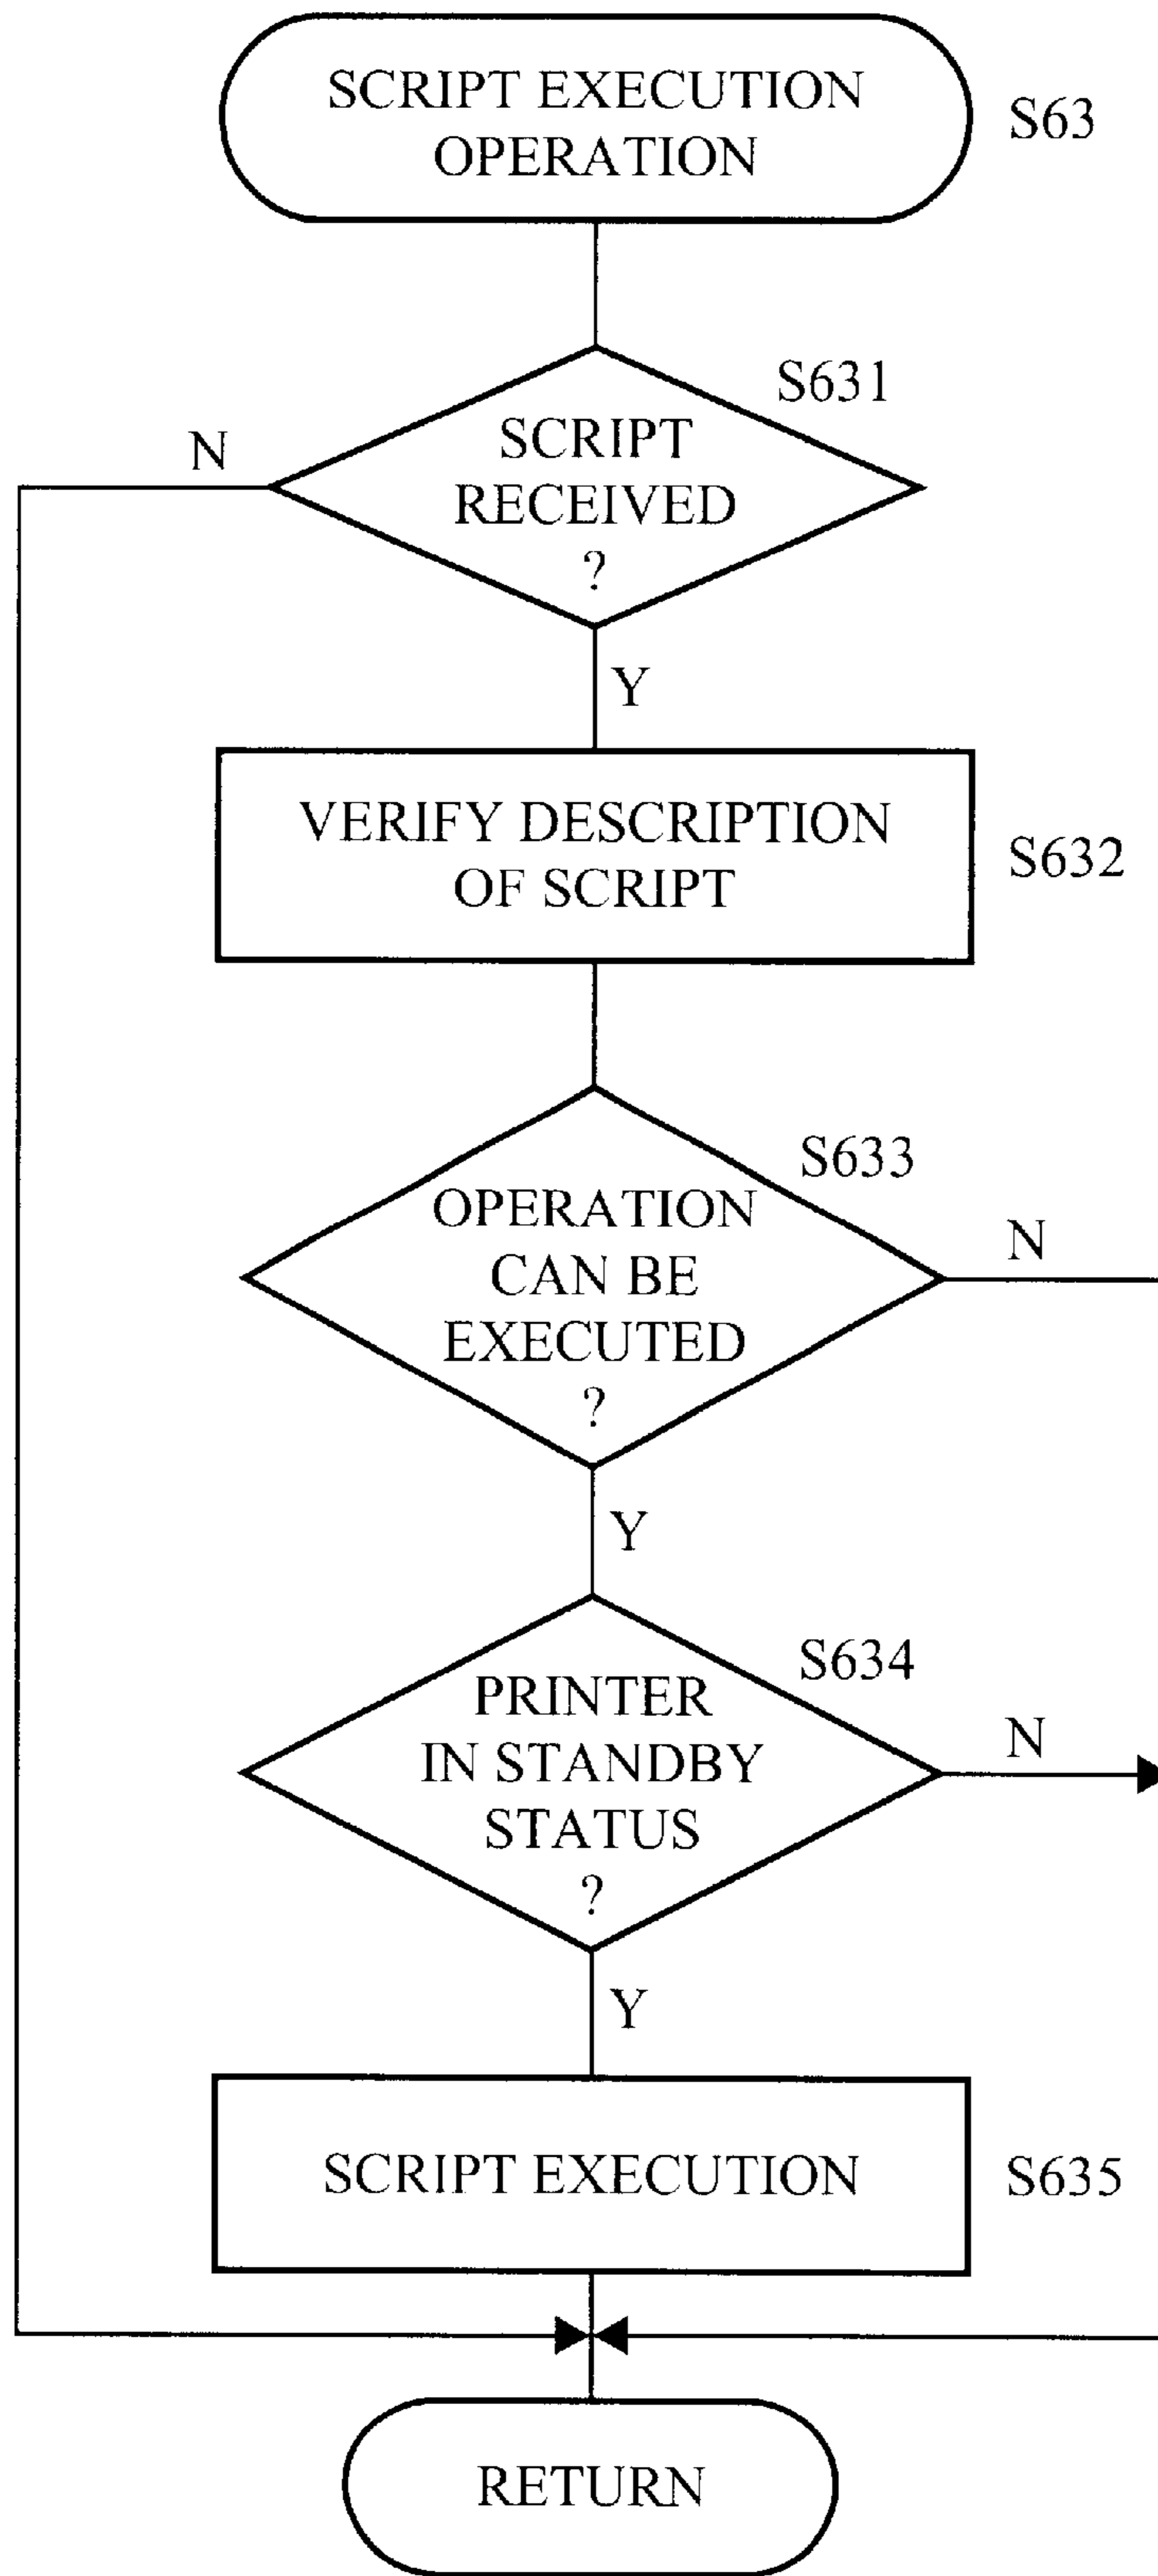 SCRIPT EXECUTION
OPERATION
S63
S631
SCRIPT
RECEIVED
?
N
Y
VERIFY DESCRIPTION
OF SCRIPT
S632
S633
OPERATION
CAN BE
EXECUTED
?
N
Y
S634
PRINTER
IN STANDBY
STATUS
?
N
Y
SCRIPT EXECUTION
S635
RETURN